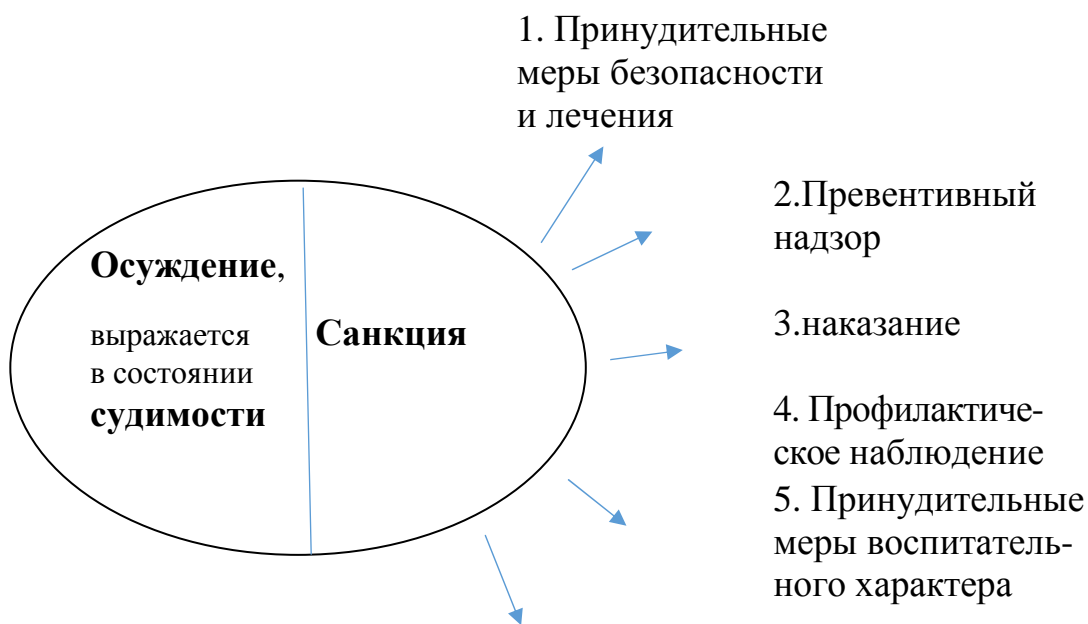 1. Принудительные
меры безопасности
и лечения
Осуждение,
выражается
в состоянии
судимости
Санкция
2.Превентивный
надзор
3.наказание
4. Профилактиче-
ское наблюдение
5. Принудительные
меры воспитатель-
ного характера